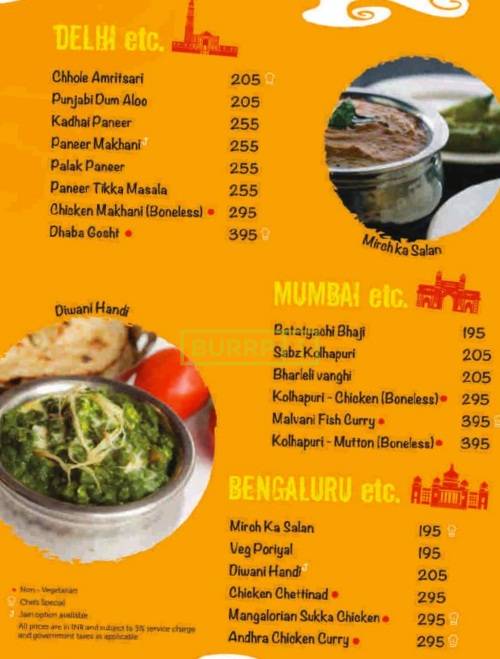 DELHI etc.
Chhole Amritsari 205
Punjabi Dum Aloo 205
Kadhai Paneer 255
Paneer Makhani J 255
Palak Paneer 255
Paneer Tikka Masala 255
Chicken Makhani (Boneless) 295
Dhaba Gosht 395
Mirch ka Salan
MUMBAI etc.
Batatyachi Bhaji 195
Sabz Kolhapuri 205
Bharleli vanghi 205
Kolhapuri - Chicken (Boneless) 295
Malvani Fish Curry 395
Kolhapuri - Mutton (Boneless) 395
Diwani Handi
BURRP
BENGALURU etc.
Mirch Ka Salan 195
Veg Poriyal 195
Diwani Handi J 205
Chicken Chettinad 295
Mangalorian Sukka Chicken 295
Andhra Chicken Curry 295
Non - Vegetarian
Chefs Special
J Jain option available
All prices are in INR and subject to 5% service charge
and government taxes as applicable